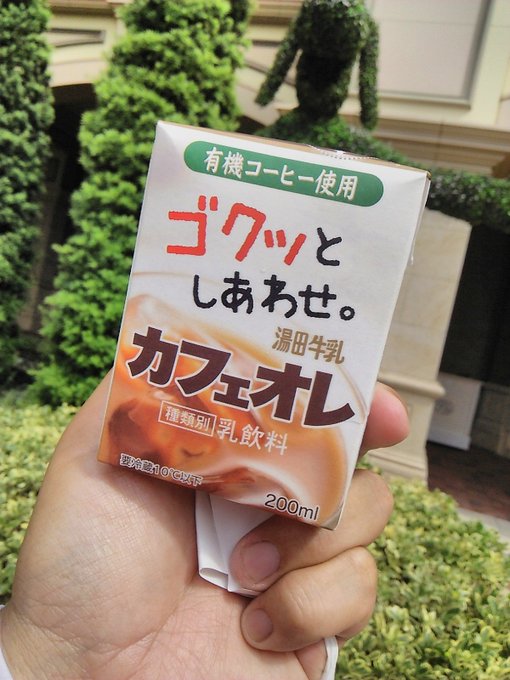 有機コーヒー使用
ゴクッと
しあわせ。
湯田牛乳
カフェオレ
種類別 乳飲料
要冷蔵10℃以下
200ml